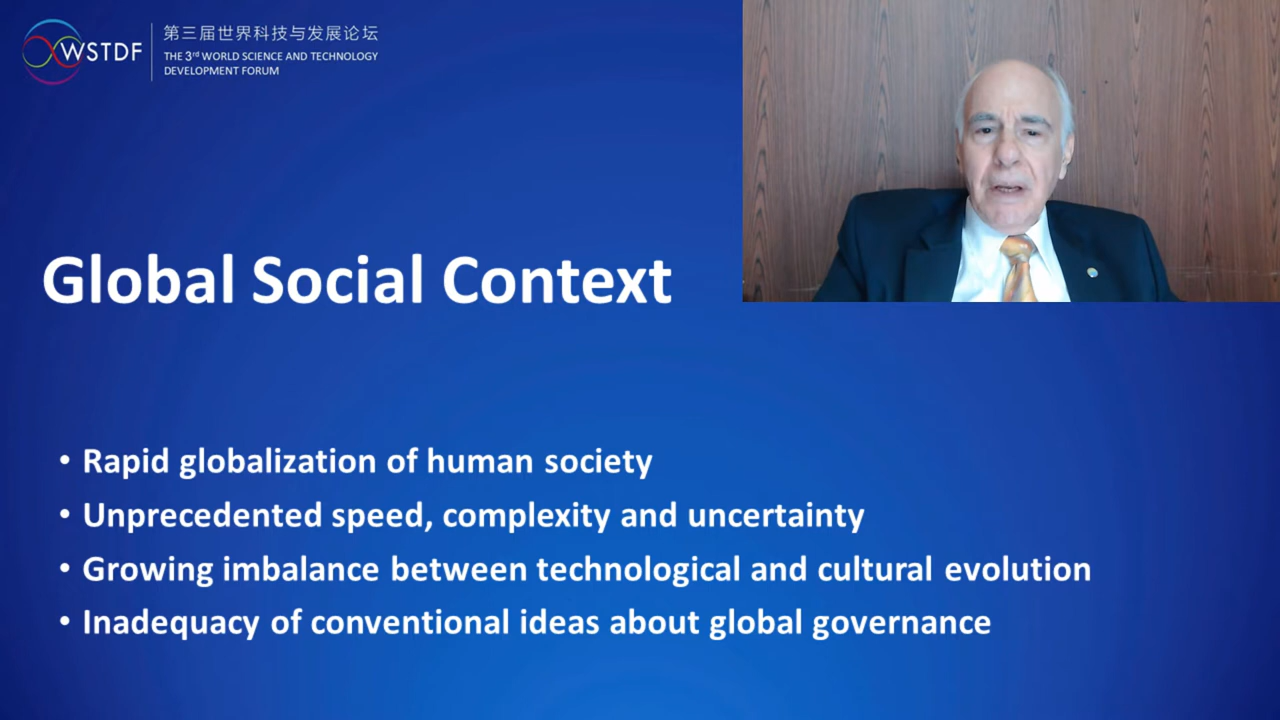 WSTDF
第三届世界科技与发展论坛
THE 3rd WORLD SCIENCE AND TECHNOLOGY
DEVELOPMENT FORUM
Global Social Context
• Rapid globalization of human society
• Unprecedented speed, complexity and uncertainty
• Growing imbalance between technological and cultural evolution
• Inadequacy of conventional ideas about global governance